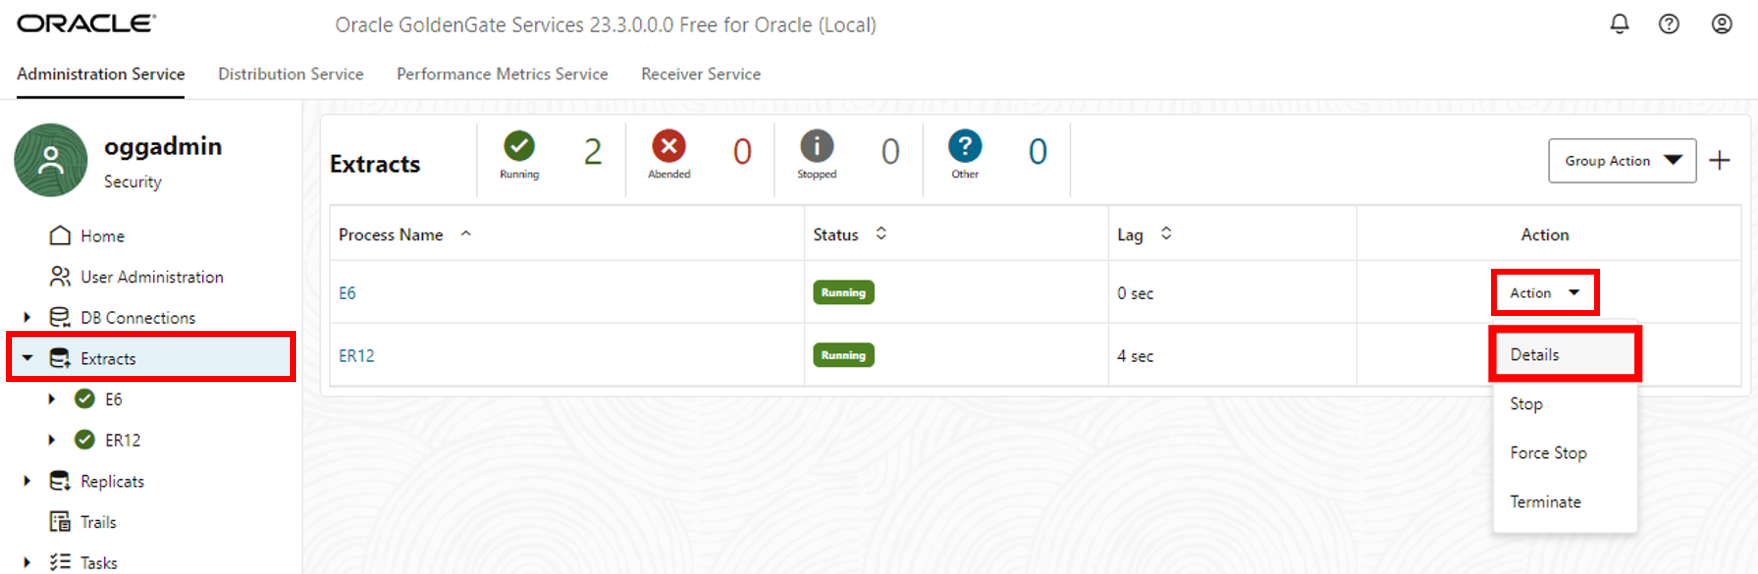 ORACLE
Oracle GoldenGate Services 23.3.0.0.0 Free for Oracle (Local)
Administration Service
Distribution Service
Performance Metrics Service
Receiver Service
oggadmin
Security
Home
User Administration
DB Connections
Extracts
E6
ER12
Replicats
Trails
Tasks
Extracts
2
Running
0
Abended
0
Stopped
0
Other
Group Action
Process Name
Status
Lag
Action
E6
Running
0 sec
Action
ER12
Running
4 sec
Details
Stop
Force Stop
Terminate